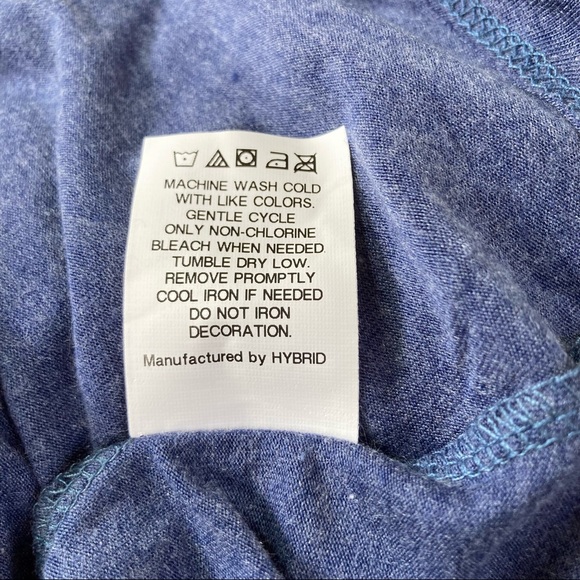 MACHINE WASH COLD
WITH LIKE COLORS.
GENTLE CYCLE
ONLY NON-CHLORINE
BLEACH WHEN NEEDED
TUMBLE DRY LOW.
REMOVE PROMPTLY
COOL IRON IF NEEDED
DO NOT IRON
DECORATION.
Manufactured by HYBRID